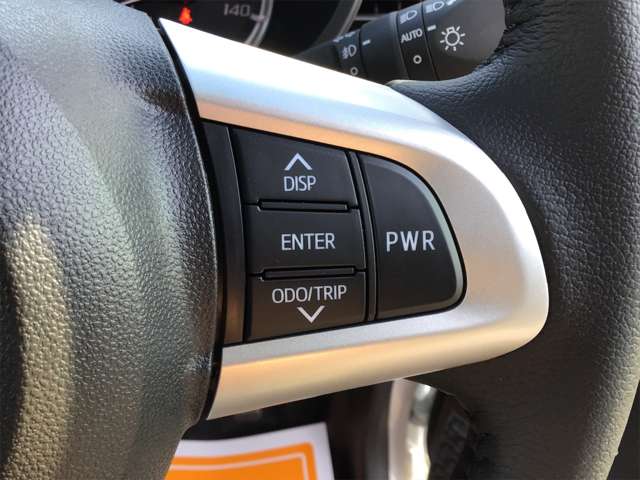 140
AUTO
DISP
ENTER
PWR
ODO/TRIP